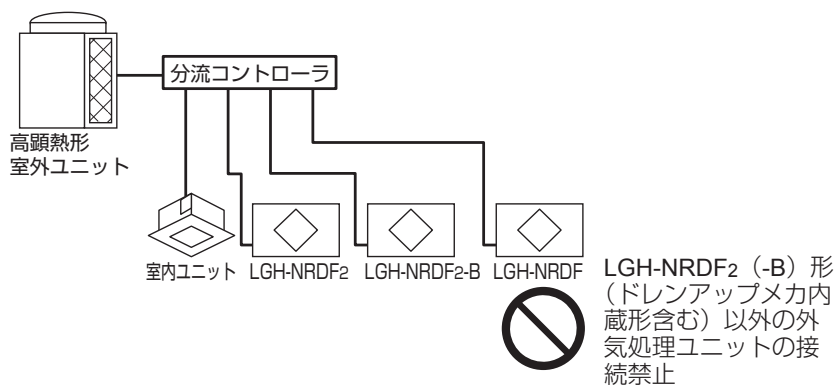 分流コントローラ
高顕熱形
室外ユニット
室内ユニット LGH-NRDF2 LGH-NRDF2-B LGH-NRDF
LGH-NRDF2（-B）形
（ドレンアップメカ内
蔵形含む）以外の外
気処理ユニットの接
続禁止